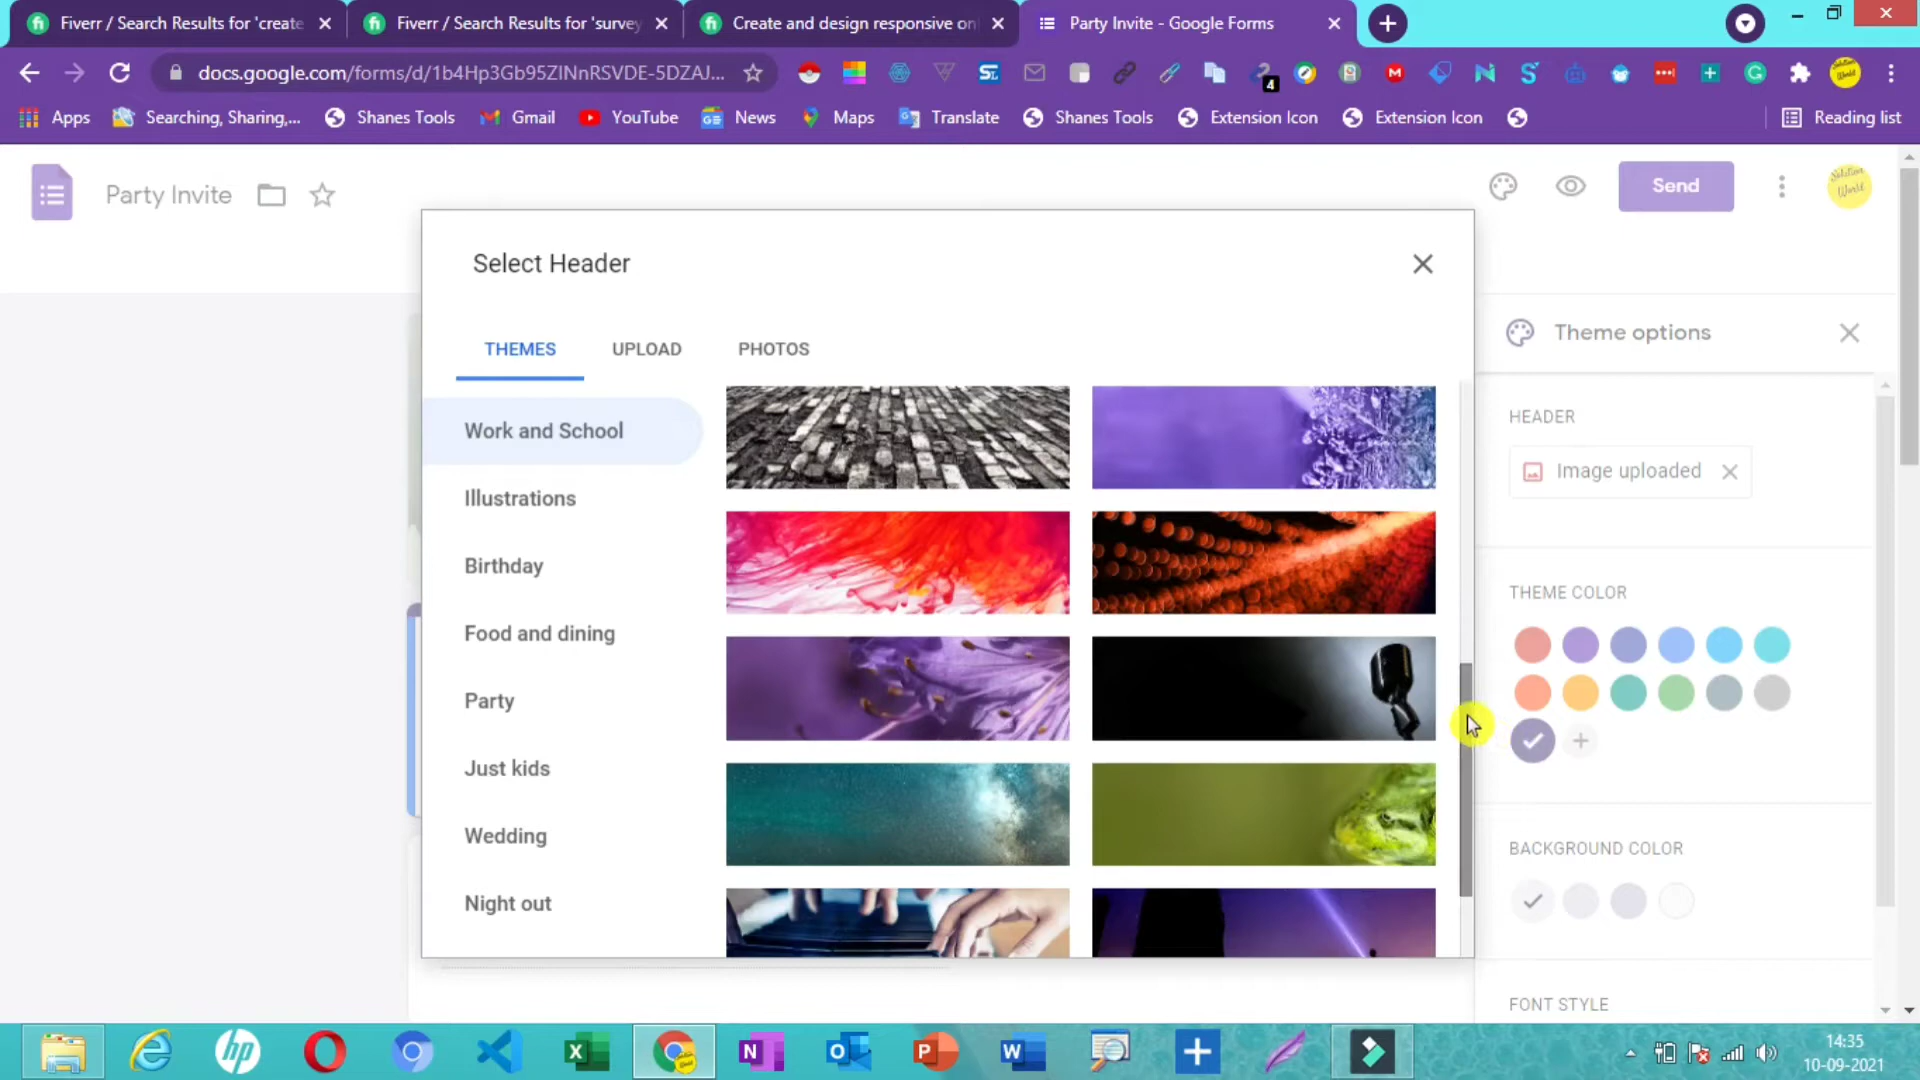 Fiverr / Search Results for 'create
Fiverr / Search Results for 'survey
Create and design responsive on
Party Invite - Google Forms
docs.google.com/forms/d/1b4Hp3Gb95ZINnRSVDE-5DZAJ...
4
Apps
Searching, Sharing,...
Shanes Tools
Gmail
YouTube
News
Maps
Translate
Shanes Tools
Extension Icon
Extension Icon
Reading list
Party Invite
Send
Solution
World
Select Header
THEMES
UPLOAD
PHOTOS
Work and School
Illustrations
Birthday
Food and dining
Party
Just kids
Wedding
Night out
Theme options
HEADER
Image uploaded
THEME COLOR
BACKGROUND COLOR
FONT STYLE
14:35
10-09-2021